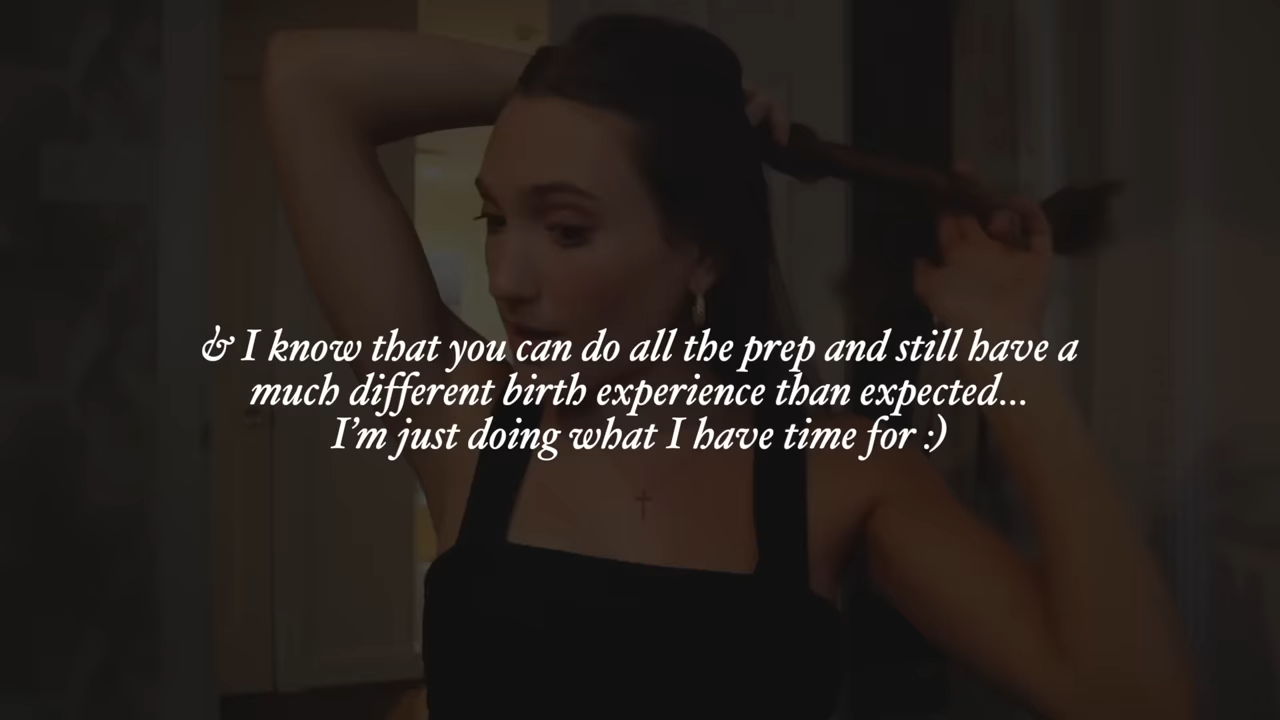 & I know that you can do all the prep and still have a
much different birth experience than expected...
I'm just doing what I have time for :)